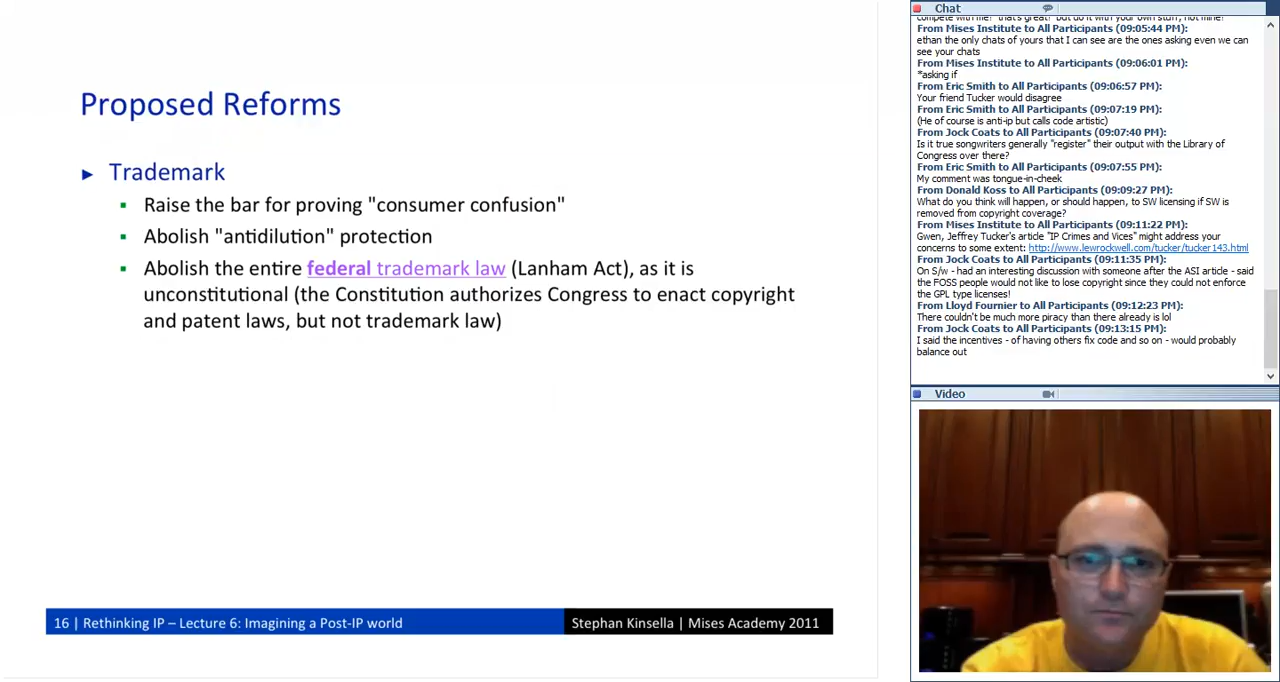 Proposed Reforms
► Trademark
▪ Raise the bar for proving "consumer confusion"
▪ Abolish "antidilution" protection
▪ Abolish the entire federal trademark law (Lanham Act), as it is
unconstitutional (the Constitution authorizes Congress to enact copyright
and patent laws, but not trademark law)
16 | Rethinking IP – Lecture 6: Imagining a Post-IP world
Stephan Kinsella | Mises Academy 2011
Chat
compete with me! that's great! but do it with your own stuff, not mine!
From Mises Institute to All Participants (09:05:44 PM):
ethan the only chats of yours that I can see are the ones asking even we can
see your chats
From Mises Institute to All Participants (09:06:01 PM):
*asking if
From Eric Smith to All Participants (09:06:57 PM):
Your friend Tucker would disagree
From Eric Smith to All Participants (09:07:19 PM):
(He of course is anti-ip but calls code artistic)
From Jock Coats to All Participants (09:07:40 PM):
Is it true songwriters generally "register" their output with the Library of
Congress over there?
From Eric Smith to All Participants (09:07:55 PM):
My comment was tongue-in-cheek
From Donald Koss to All Participants (09:09:27 PM):
What do you think will happen, or should happen, to SW licensing if SW is
removed from copyright coverage?
From Mises Institute to All Participants (09:11:22 PM):
Gwen, Jeffrey Tucker's article "IP Crimes and Vices" might address your
concerns to some extent: http://www.lewrockwell.com/tucker/tucker143.html
From Jock Coats to All Participants (09:11:35 PM):
On S/w - had an interesting discussion with someone after the ASI article - said
the FOSS people would not like to lose copyright since they could not enforce
the GPL type licenses!
From Lloyd Fournier to All Participants (09:12:23 PM):
There couldn't be much more piracy than there already is lol
From Jock Coats to All Participants (09:13:15 PM):
I said the incentives - of having others fix code and so on - would probably
balance out
Video